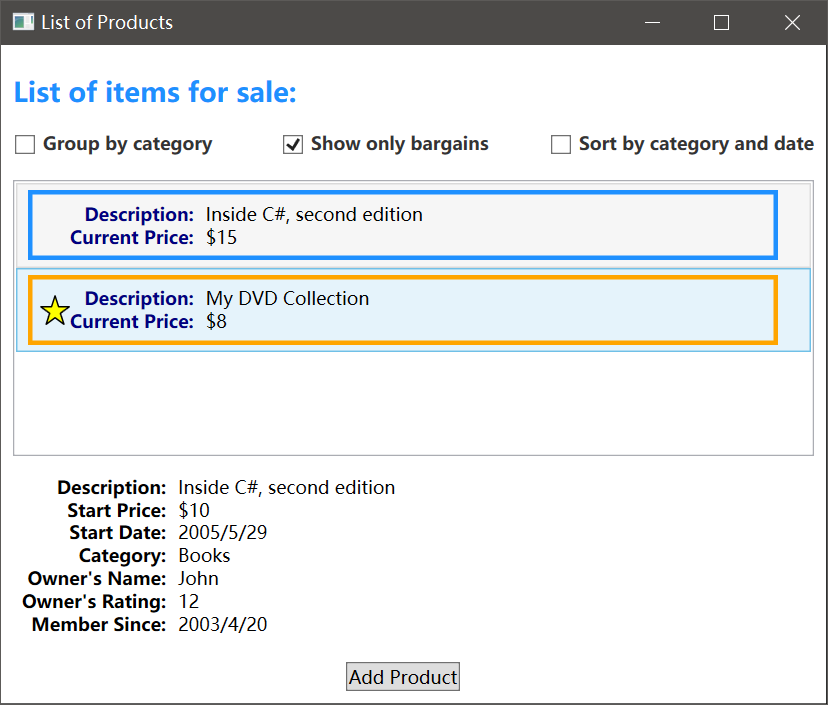 List of Products
List of items for sale:
Group by category Show only bargains Sort by category and date
Description: Inside C#, second edition
Current Price: $15
Description: My DVD Collection
Current Price: $8
Description: Inside C#, second edition
Start Price: $10
Start Date: 2005/5/29
Category: Books
Owner's Name: John
Owner's Rating: 12
Member Since: 2003/4/20
Add Product